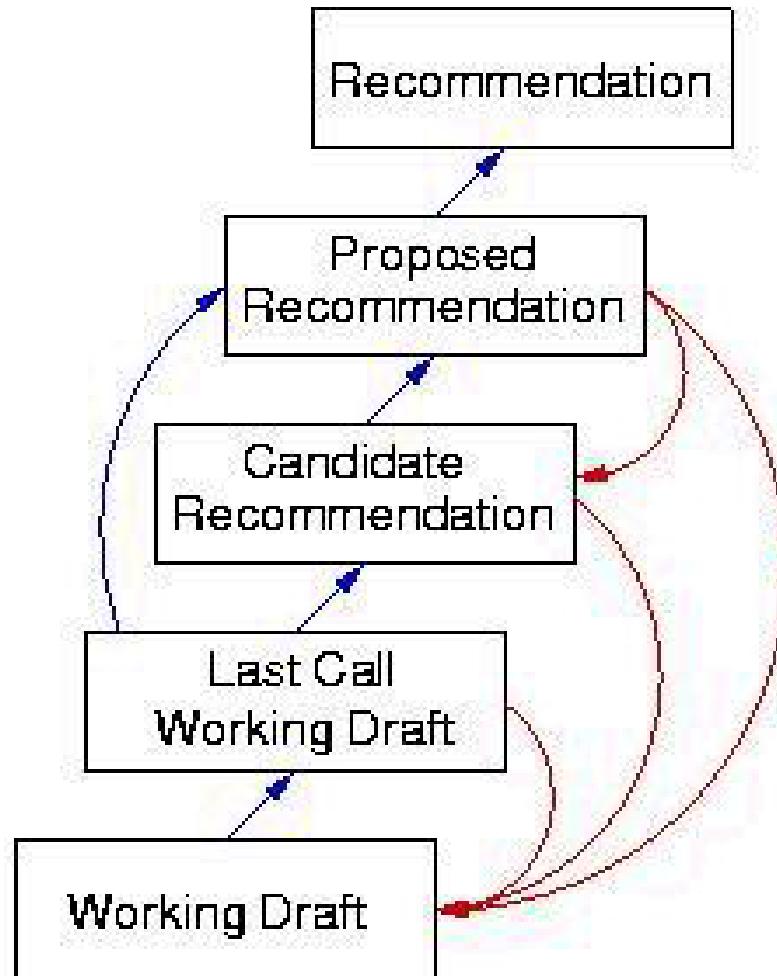 Recommendation
Proposed
Recommendation
Candidate
Recommendation
Last Call
Working Draft
Working Draft